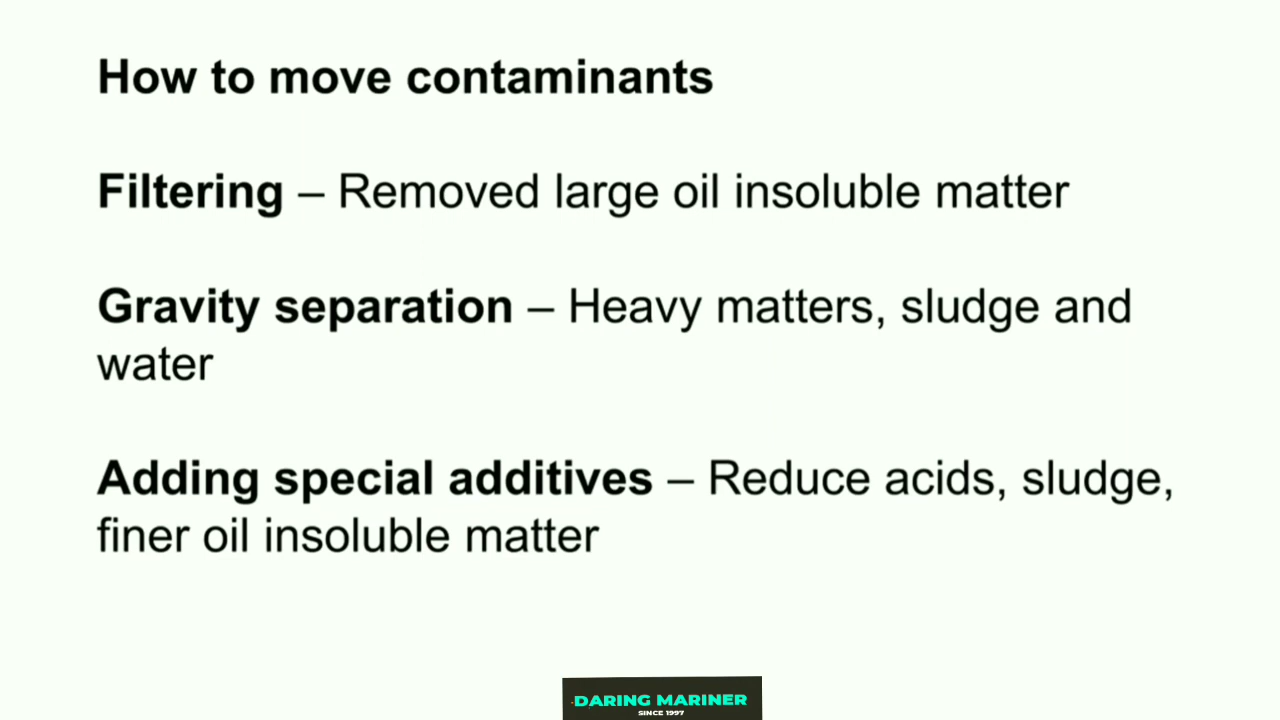 How to move contaminants
Filtering – Removed large oil insoluble matter
Gravity separation – Heavy matters, sludge and
water
Adding special additives – Reduce acids, sludge,
finer oil insoluble matter
DARING MARINER
SINCE 1997